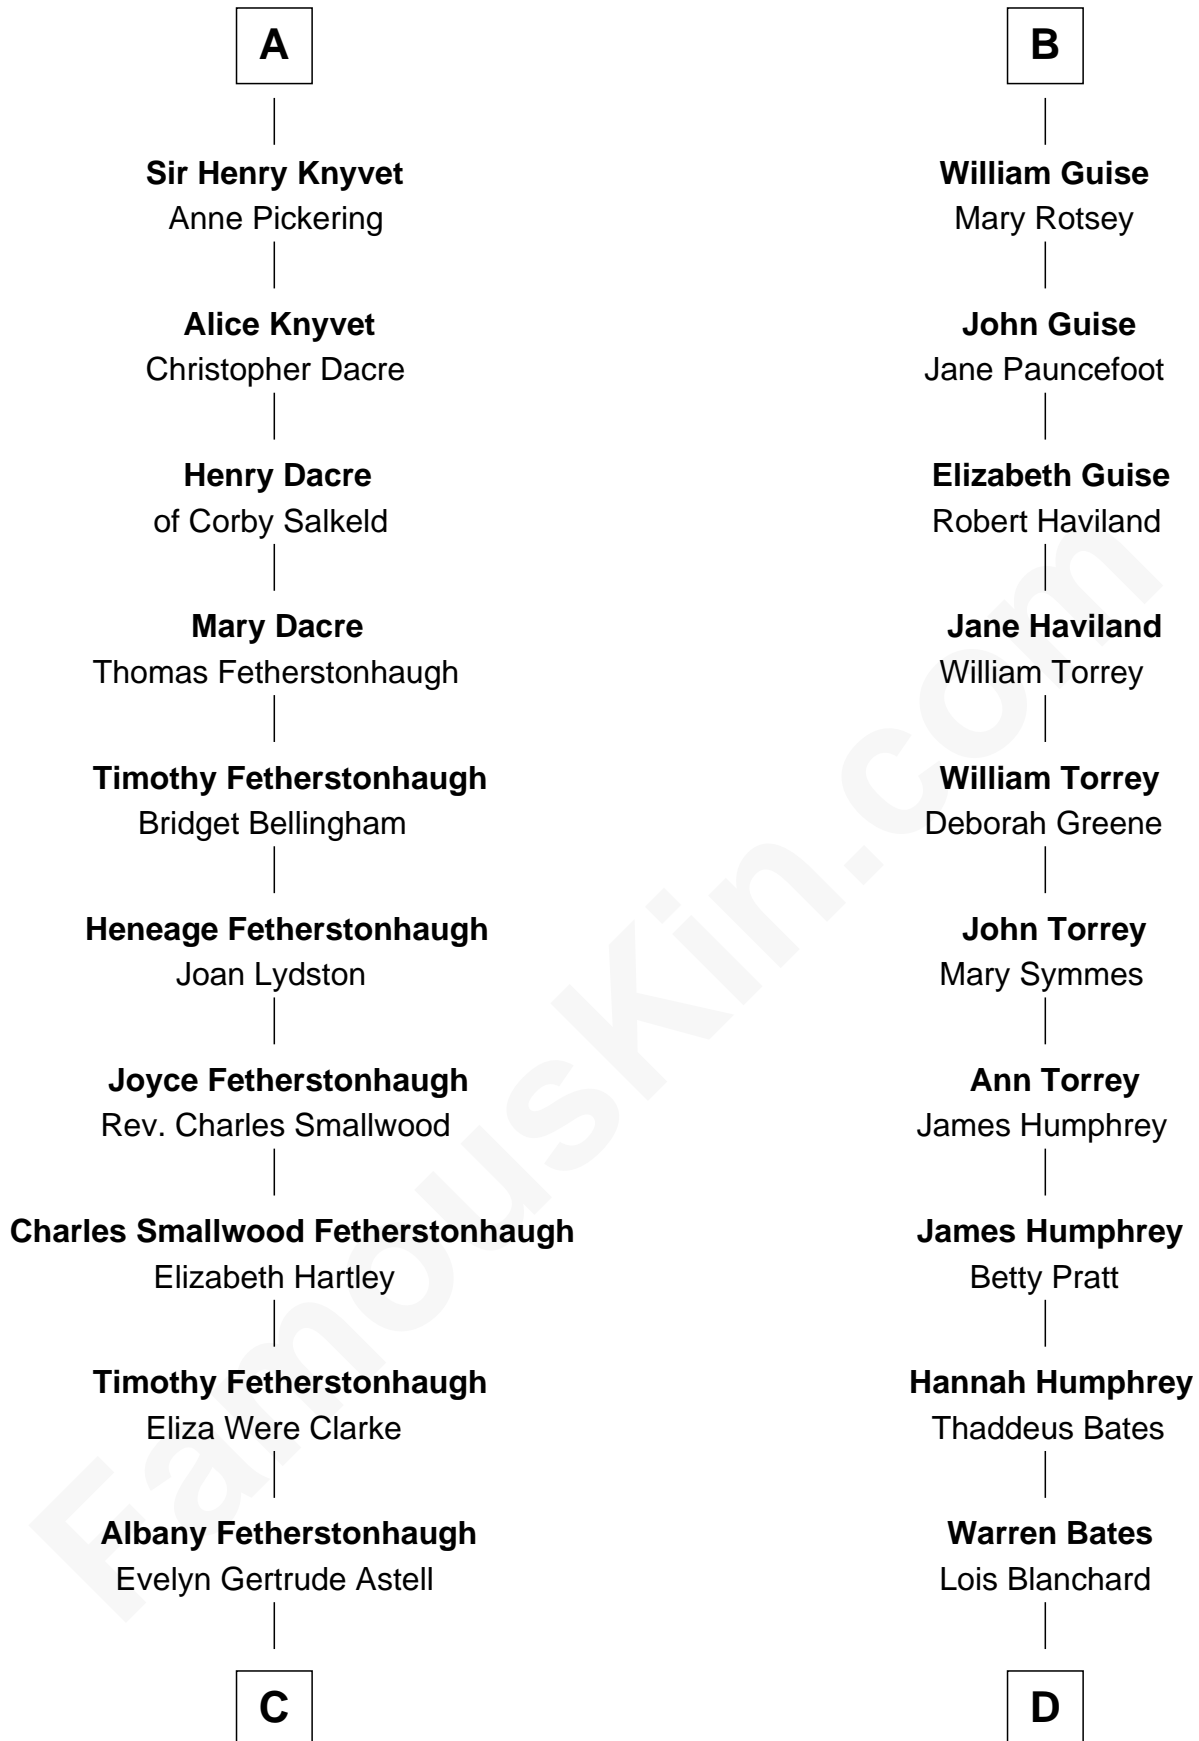 A
Sir Henry Knyvet
Anne Pickering
Alice Knyvet
Christopher Dacre
Henry Dacre
of Corby Salkeld
Mary Dacre
Thomas Fetherstonhaugh
Timothy Fetherstonhaugh
Bridget Bellingham
Heneage Fetherstonhaugh
Joan Lydston
Joyce Fetherstonhaugh
Rev. Charles Smallwood
Charles Smallwood Fetherstonhaugh
Elizabeth Hartley
Timothy Fetherstonhaugh
Eliza Were Clarke
Albany Fetherstonhaugh
Evelyn Gertrude Astell
C
B
William Guise
Mary Rotsey
John Guise
Jane Pauncefoot
Elizabeth Guise
Robert Haviland
Jane Haviland
William Torrey
William Torrey
Deborah Greene
John Torrey
Mary Symmes
Ann Torrey
James Humphrey
James Humphrey
Betty Pratt
Hannah Humphrey
Thaddeus Bates
Warren Bates
Lois Blanchard
D
FamousKin.com